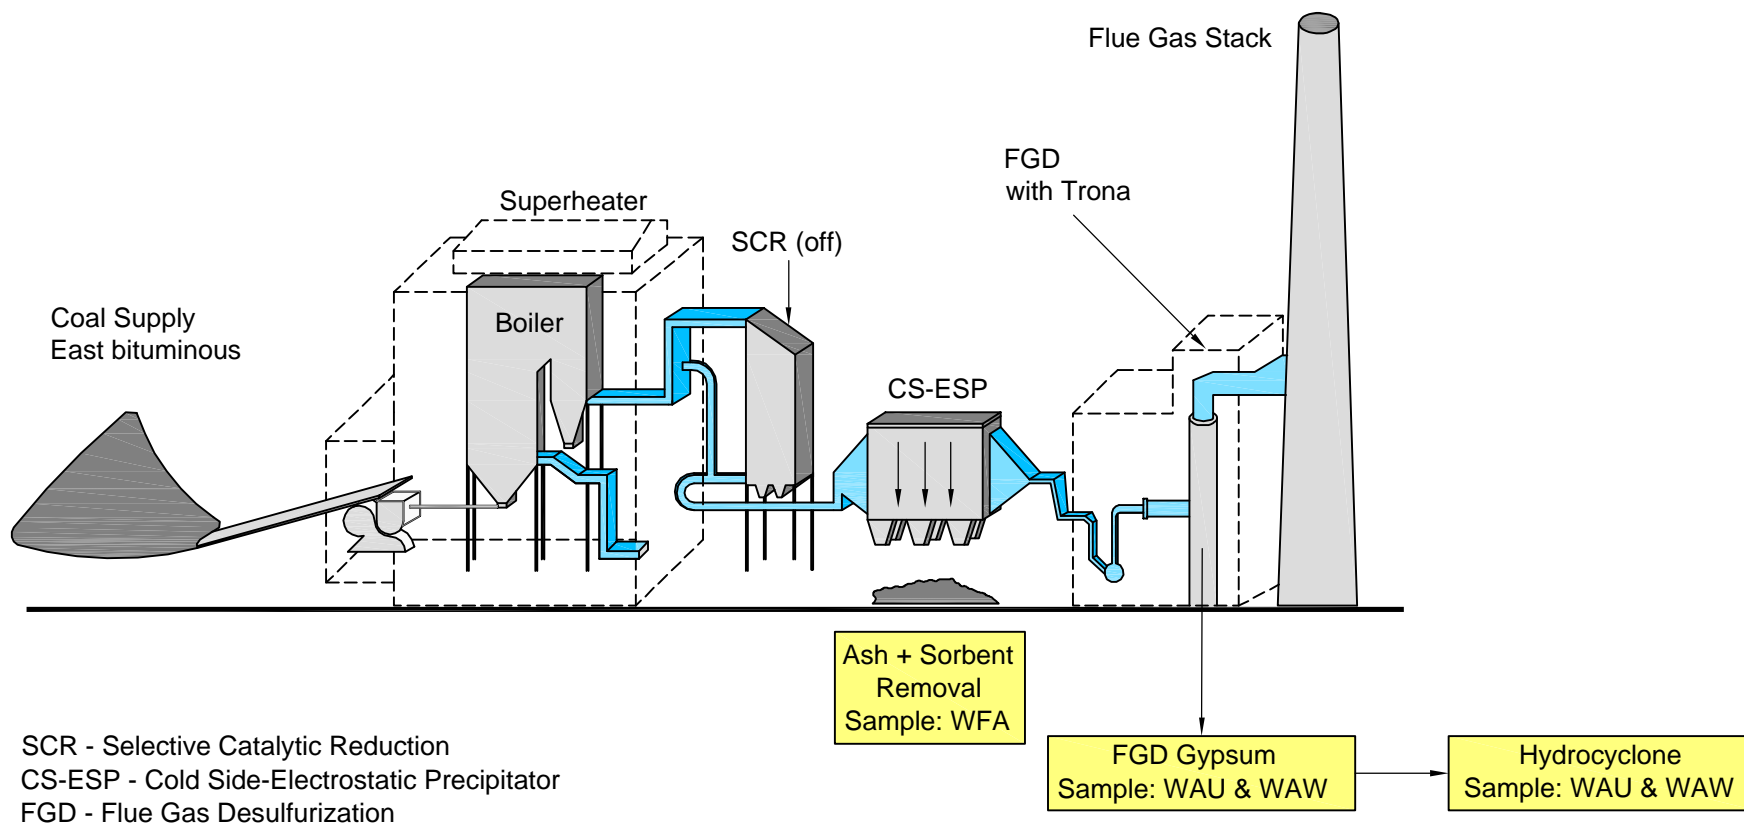 Flue Gas Stack
FGD
with Trona
Superheater
SCR (off)
Coal Supply
East bituminous
Boiler
CS-ESP
Ash + Sorbent
Removal
Sample: WFA
SCR - Selective Catalytic Reduction
CS-ESP - Cold Side-Electrostatic Precipitator
FGD - Flue Gas Desulfurization
FGD Gypsum
Sample: WAU & WAW
Hydrocyclone
Sample: WAU & WAW